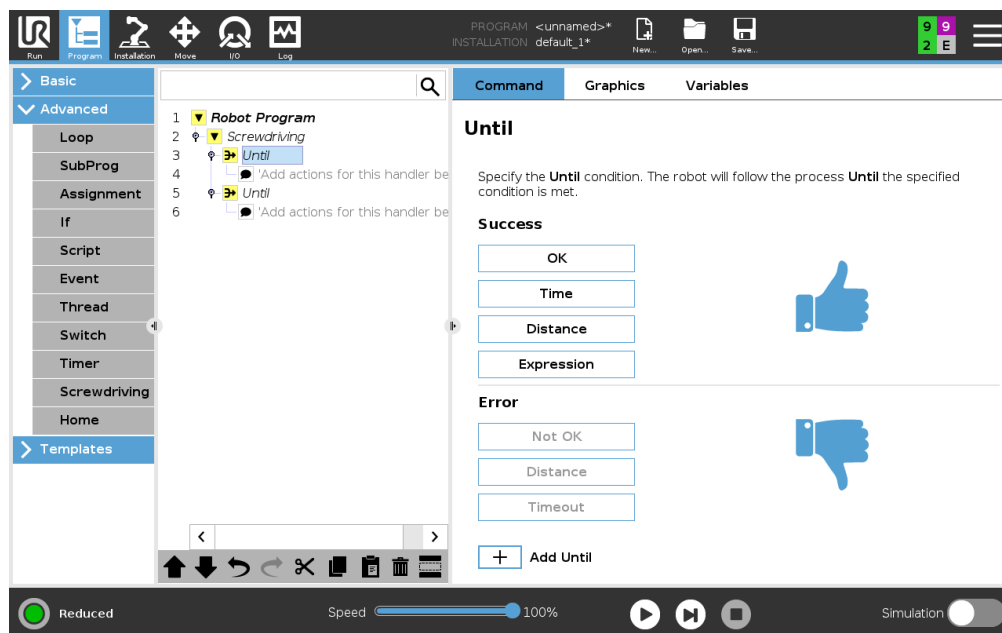 PROGRAM <unnamed>*
INSTALLATION default_1*
Run
Program
Installation
Move
I/O
Log
New...
Open...
Save...
9 9
2 E
Basic
Advanced
Loop
SubProg
Assignment
If
Script
Event
Thread
Switch
Timer
Screwdriving
Home
Templates
1 Robot Program
2 Screwdriving
3 Until
4 'Add actions for this handler be
5 Until
6 'Add actions for this handler be
Command Graphics Variables
Until
Specify the Until condition. The robot will follow the process Until the specified
condition is met.
Success
OK
Time
Distance
Expression
Error
Not OK
Distance
Timeout
+ Add Until
Reduced
Speed 100%
Simulation